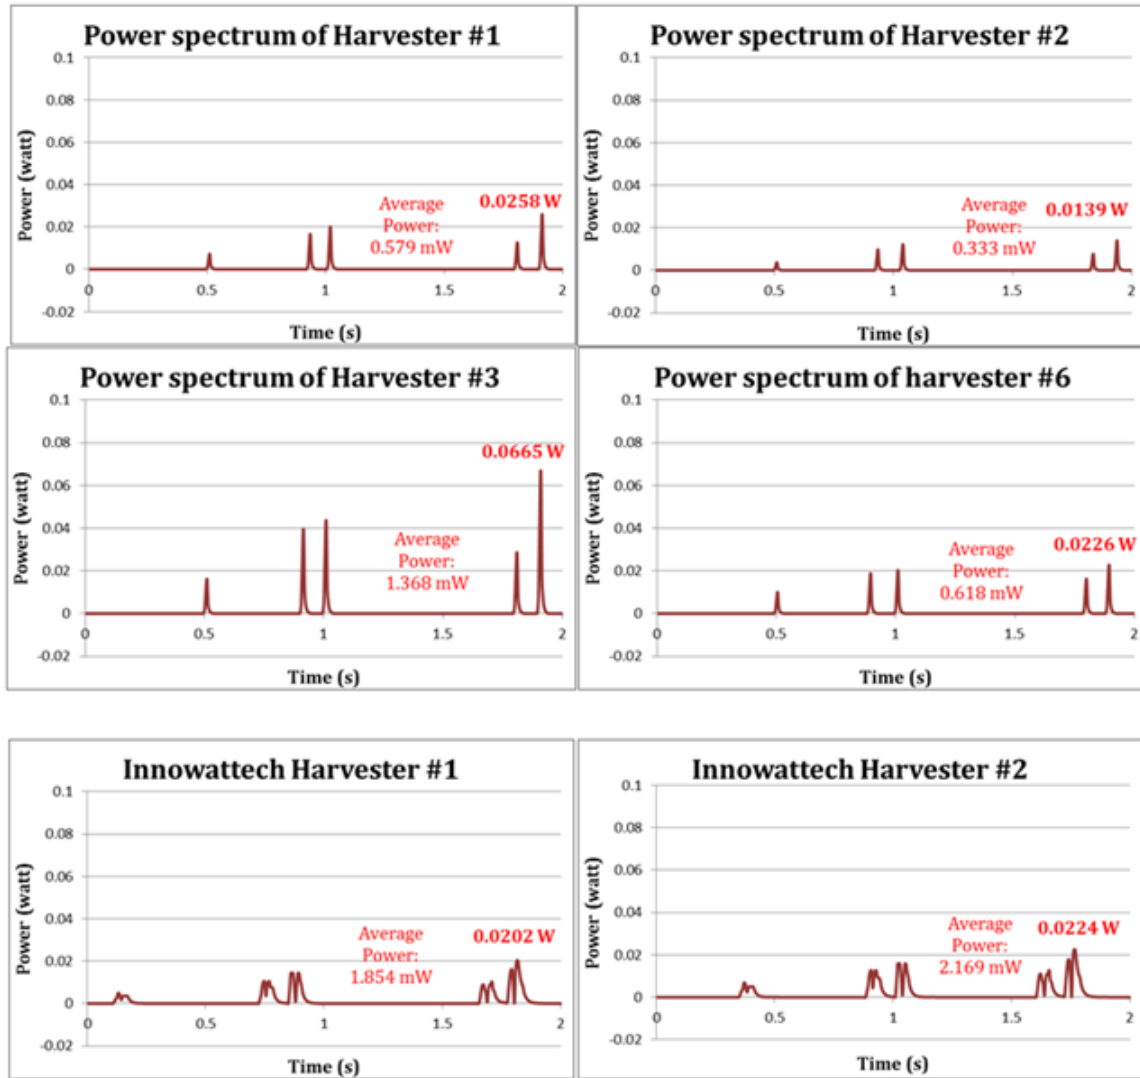 Power spectrum of Harvester #1
0.1
0.08
0.06
0.04
0.02
0
-0.02
Power (watt)
Average
Power:
0.579 mW
0.0258 W
0
0.5
1
1.5
2
Time (s)
Power spectrum of Harvester #2
0.1
0.08
0.06
0.04
0.02
0
-0.02
Power (watt)
Average
Power:
0.333 mW
0.0139 W
0
0.5
1
1.5
2
Time (s)
Power spectrum of Harvester #3
0.1
0.08
0.06
0.04
0.02
0
-0.02
Power (watt)
Average
Power:
1.368 mW
0.0665 W
0
0.5
1
1.5
2
Time (s)
Power spectrum of harvester #6
0.1
0.08
0.06
0.04
0.02
0
-0.02
Power (watt)
Average
Power:
0.618 mW
0.0226 W
0
0.5
1
1.5
2
Time (s)
Innowattech Harvester #1
0.1
0.08
0.06
0.04
0.02
0
-0.02
Power (watt)
Average
Power:
1.854 mW
0.0202 W
0
0.5
1
1.5
2
Time (s)
Innowattech Harvester #2
0.1
0.08
0.06
0.04
0.02
0
-0.02
Power (watt)
Average
Power:
2.169 mW
0.0224 W
0
0.5
1
1.5
2
Time (s)